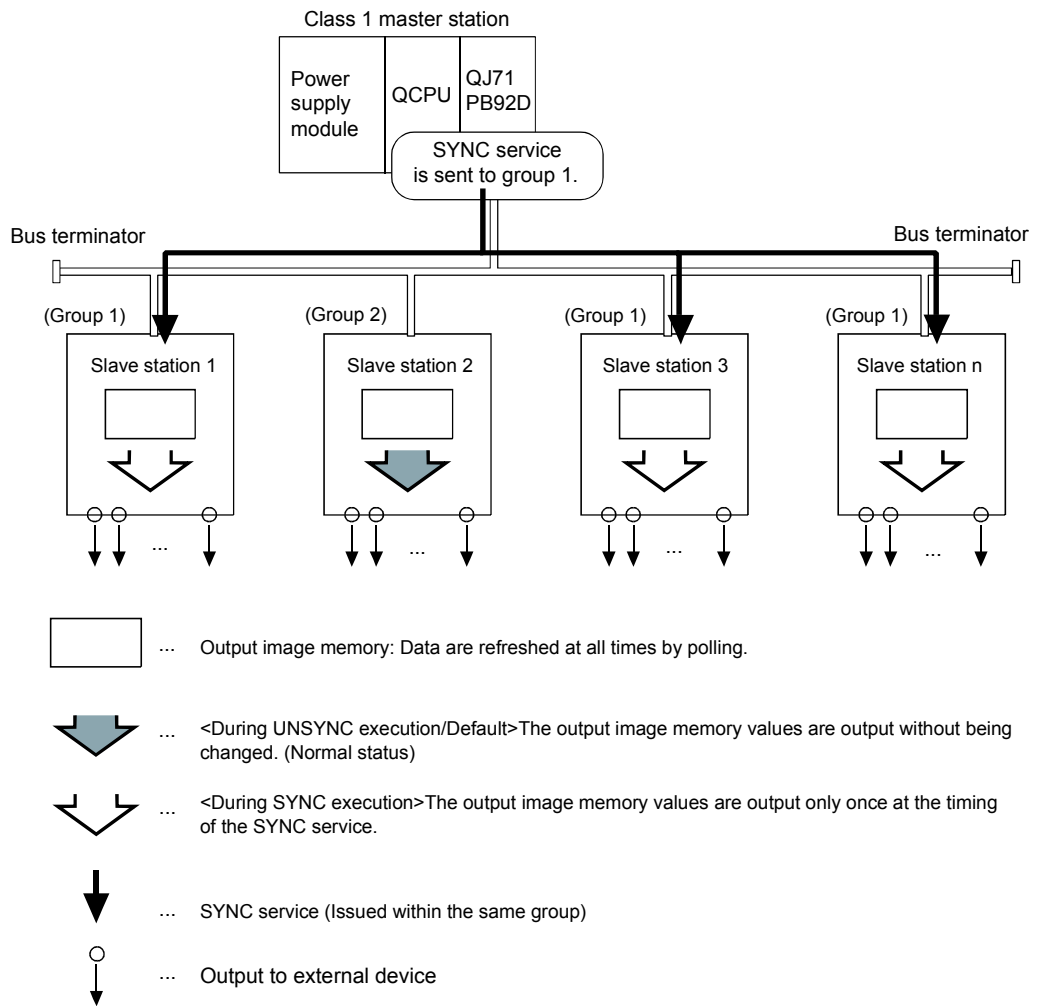 Class 1 master station
Power
supply
module
QCPU
QJ71
PB92D
SYNC service
is sent to group 1.
Bus terminator
Bus terminator
(Group 1)
(Group 2)
(Group 1)
(Group 1)
Slave station 1
Slave station 2
Slave station 3
Slave station n
...
...
...
...
... Output image memory: Data are refreshed at all times by polling.
... <During UNSYNC execution/Default>The output image memory values are output without being
changed. (Normal status)
... <During SYNC execution>The output image memory values are output only once at the timing
of the SYNC service.
... SYNC service (Issued within the same group)
... Output to external device